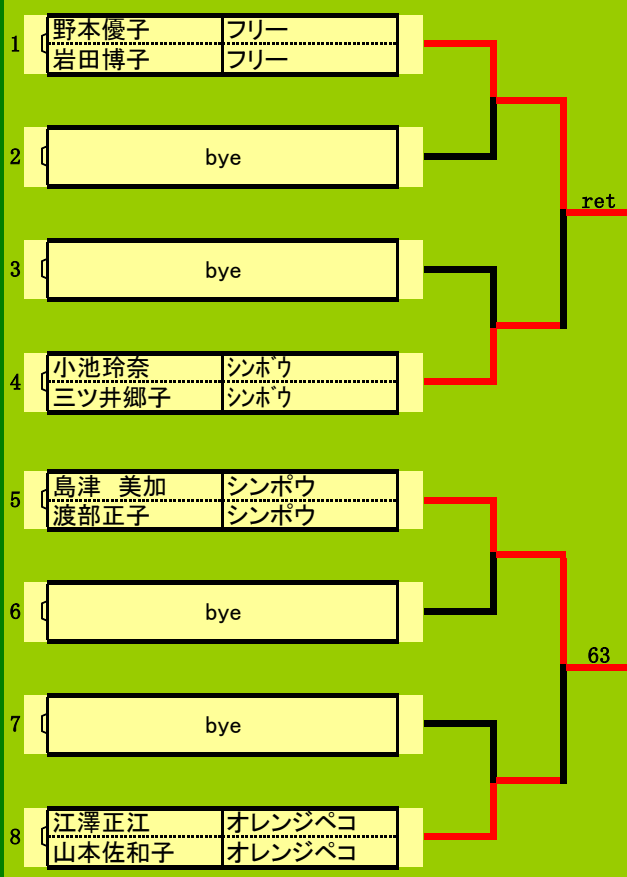 1 野本優子 フリー
岩田博子 フリー
2 bye
3 bye
ret
4 小池玲奈 シンボウ
三ツ井郷子 シンボウ
5 島津 美加 シンポウ
渡部正子 シンポウ
6 bye
63
7 bye
8 江澤正江 オレンジペコ
山本佐和子 オレンジペコ